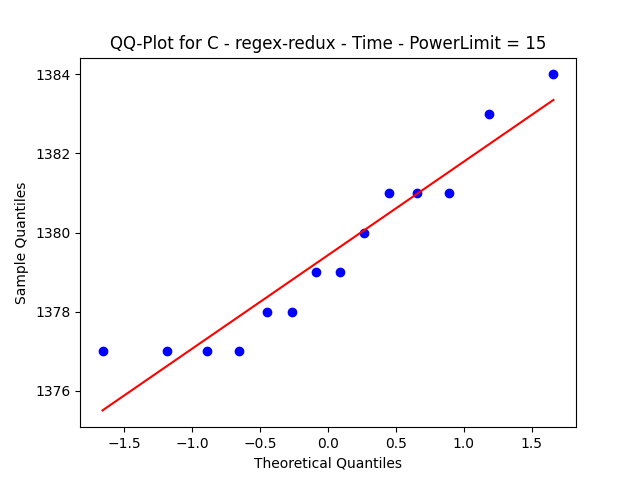 QQ-Plot for C - regex-redux - Time - PowerLimit = 15
1384
1382
1380
1378
1376
Sample Quantiles
−1.5 −1.0 −0.5 0.0 0.5 1.0 1.5
Theoretical Quantiles